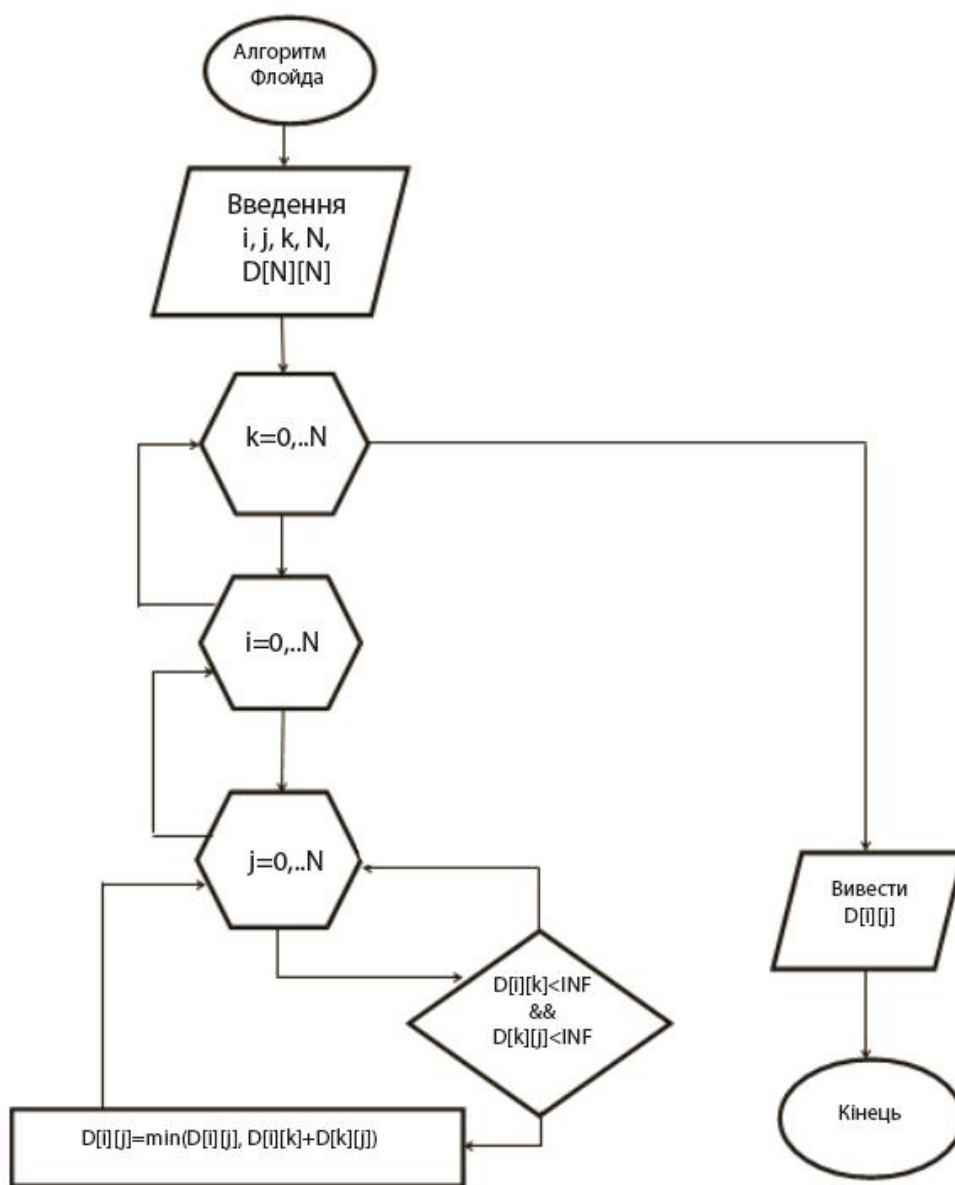 Алгоритм
Флойда
Введення
i, j, k, N,
D[N][N]
k=0,..N
i=0,..N
j=0,..N
D[i][k]<INF
&&
D[k][j]<INF
D[i][j]=min(D[i][j], D[i][k]+D[k][j])
Вивести
D[i][j]
Кінець